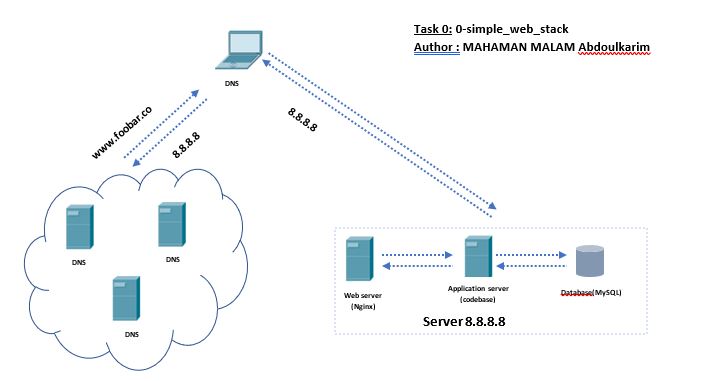 Task 0: 0-simple_web_stack
Author : MAHAMAN MALAM Abdoulkarim
DNS
www.foobar.co
8.8.8.8
8.8.8.8
DNS
DNS
DNS
Web server
(Nginx)
Application server
(codebase)
Database(MySQL)
Server 8.8.8.8